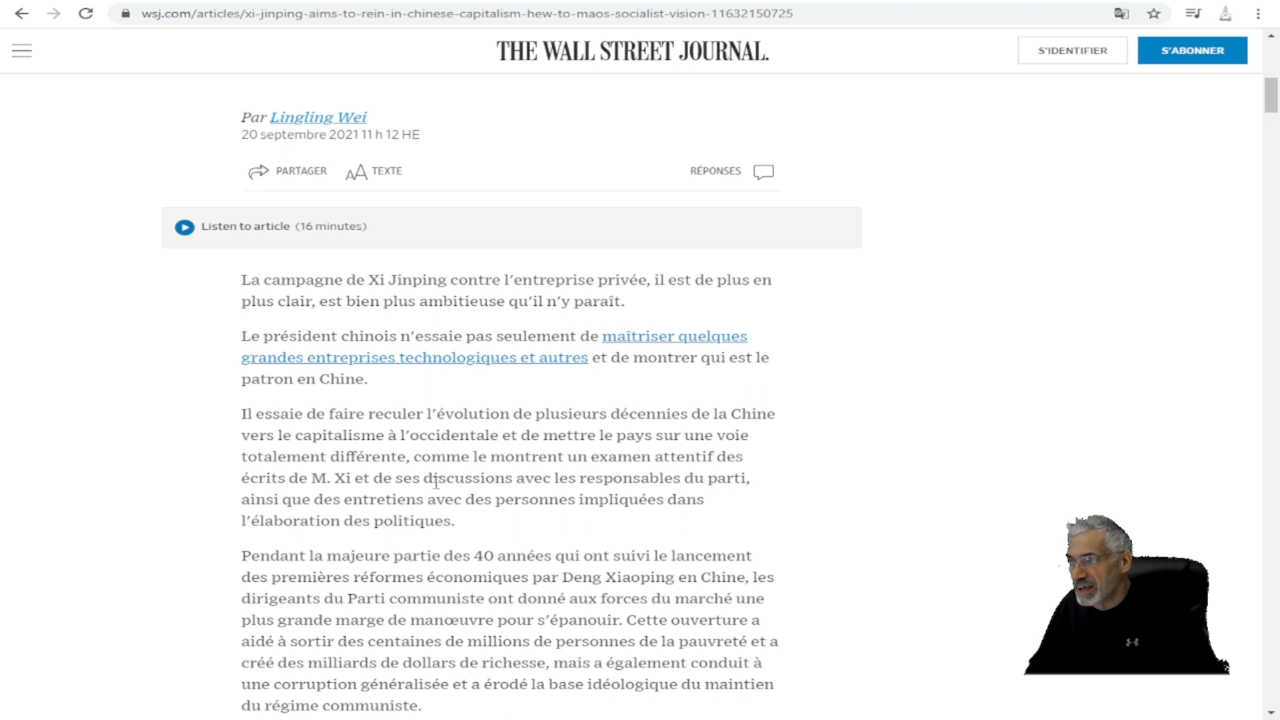 wsj.com/articles/xi-jinping-aims-to-rein-in-chinese-capitalism-hew-to-maos-socialist-vision-11632150725
THE WALL STREET JOURNAL.
S'IDENTIFIER
S'ABONNER
Par Lingling Wei
20 septembre 2021 11 h 12 HE
PARTAGER
AA TEXTE
RÉPONSES
Listen to article (16 minutes)
La campagne de Xi Jinping contre l'entreprise privée, il est de plus en
plus clair, est bien plus ambitieuse qu'il n'y paraît.
Le président chinois n'essaie pas seulement de maîtriser quelques
grandes entreprises technologiques et autres et de montrer qui est le
patron en Chine.
Il essaie de faire reculer l'évolution de plusieurs décennies de la Chine
vers le capitalisme à l'occidentale et de mettre le pays sur une voie
totalement différente, comme le montrent un examen attentif des
écrits de M. Xi et de ses discussions avec les responsables du parti,
ainsi que des entretiens avec des personnes impliquées dans
l'élaboration des politiques.
Pendant la majeure partie des 40 années qui ont suivi le lancement
des premières réformes économiques par Deng Xiaoping en Chine, les
dirigeants du Parti communiste ont donné aux forces du marché une
plus grande marge de manœuvre pour s'épanouir. Cette ouverture a
aidé à sortir des centaines de millions de personnes de la pauvreté et a
créé des milliards de dollars de richesse, mais a également conduit à
une corruption généralisée et a érodé la base idéologique du maintien
du régime communiste.